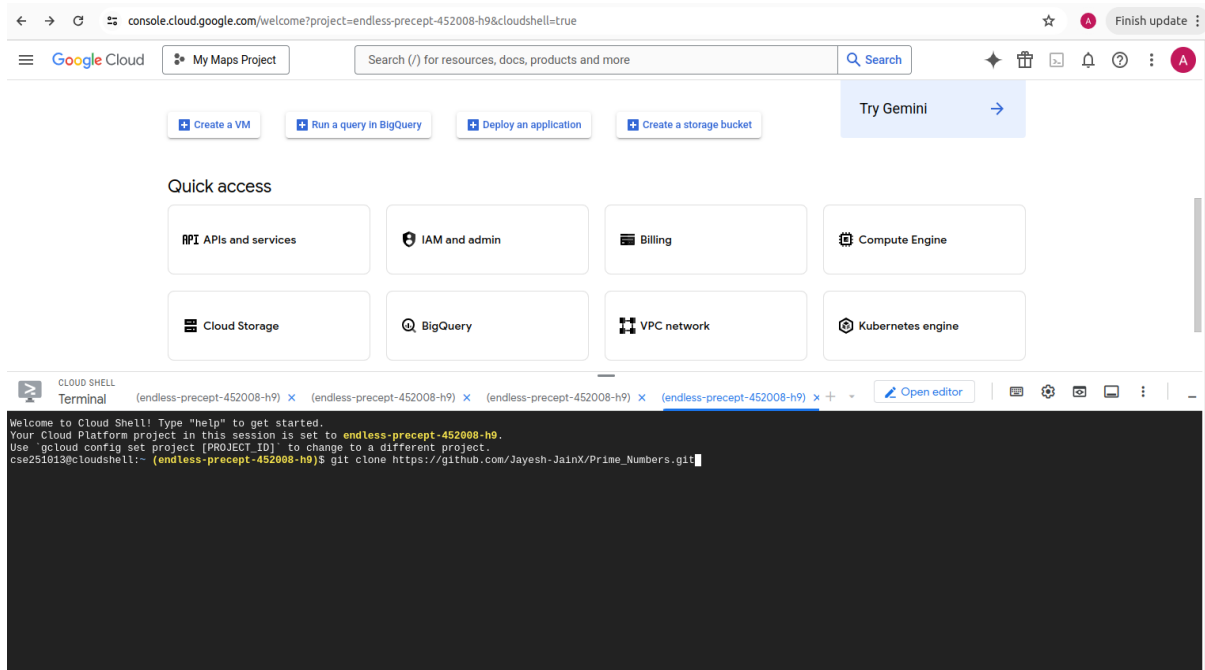 console.cloud.google.com/welcome?project=endless-precept-452008-h9&cloudshell=true
A
Finish update
Google Cloud
My Maps Project
Search (/) for resources, docs, products and more
Search
A
Try Gemini
Create a VM
Run a query in BigQuery
Deploy an application
Create a storage bucket
Quick access
API APIs and services
IAM and admin
Billing
Compute Engine
Cloud Storage
BigQuery
VPC network
Kubernetes engine
CLOUD SHELL
Terminal
(endless-precept-452008-h9)
(endless-precept-452008-h9)
(endless-precept-452008-h9)
(endless-precept-452008-h9)
Open editor
Welcome to Cloud Shell! Type "help" to get started.
Your Cloud Platform project in this session is set to endless-precept-452008-h9.
Use `gcloud config set project [PROJECT_ID]` to change to a different project.
cse251013@cloudshell:~ (endless-precept-452008-h9)$ git clone https://github.com/Jayesh-JainX/Prime_Numbers.git